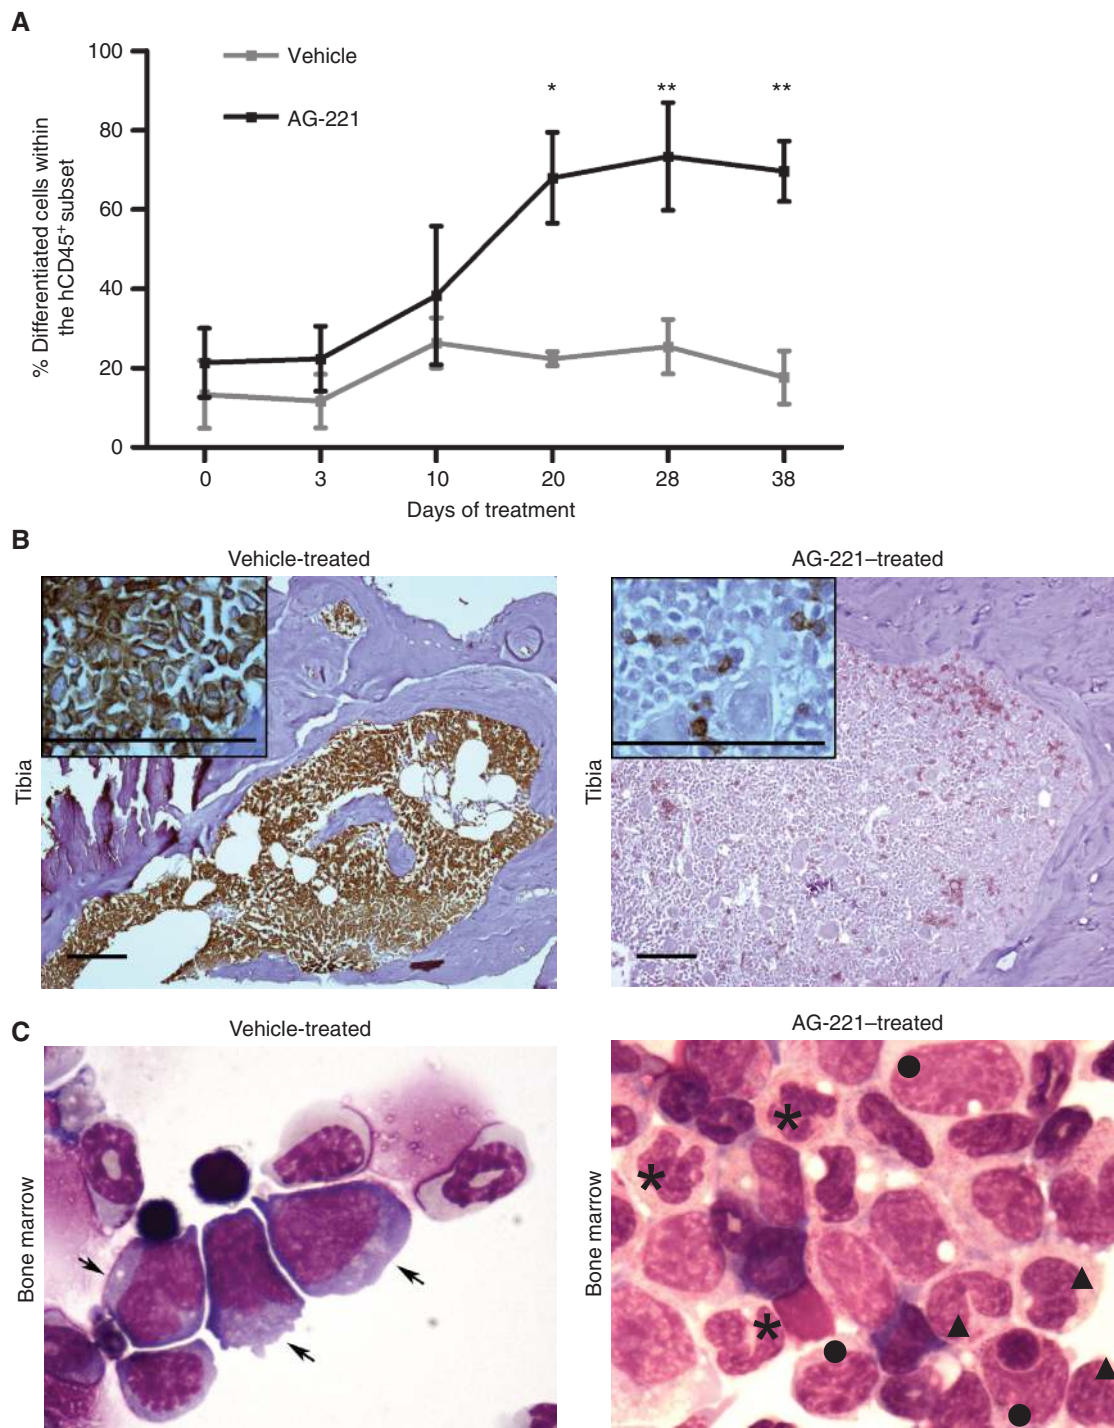 A
100
80
60
40
20
0
% Differentiated cells within
the hCD45⁺ subset
Vehicle
AG-221
*
**
**
0
3
10
20
28
38
Days of treatment
B
Vehicle-treated
AG-221–treated
Tibia
Tibia
C
Vehicle-treated
AG-221–treated
Bone marrow
Bone marrow
*
*
*